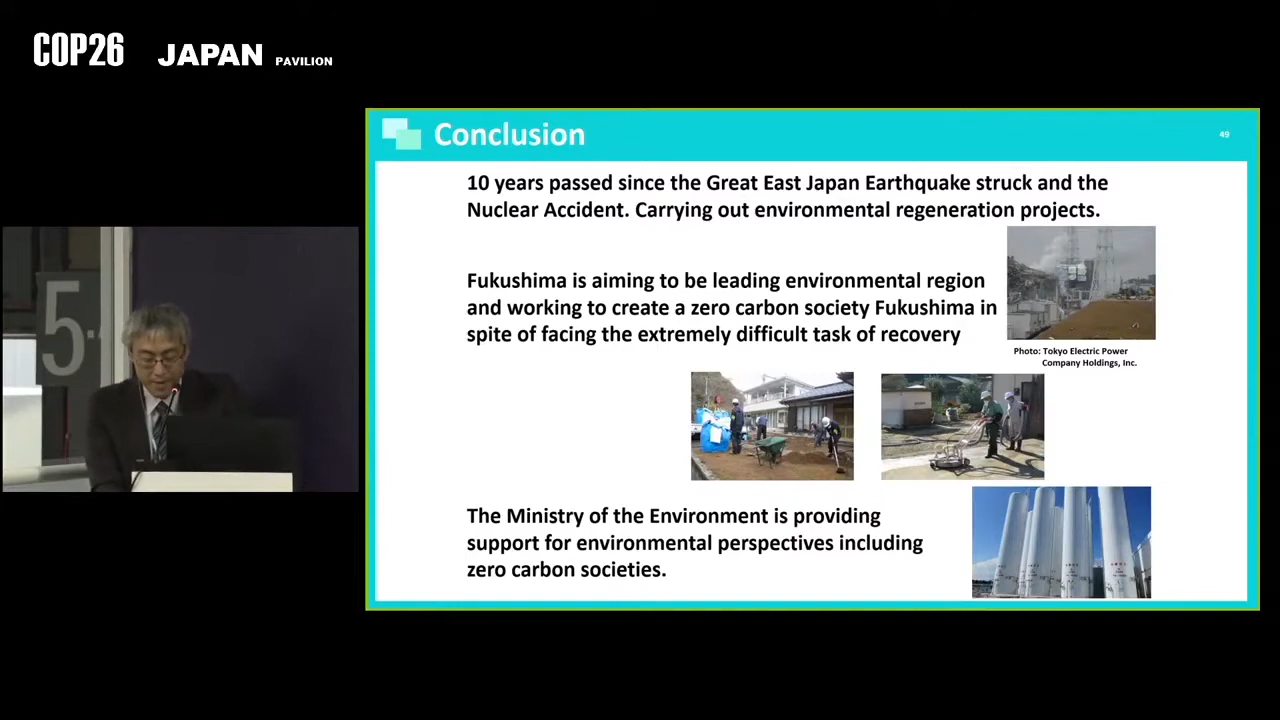 COP26 JAPAN PAVILION
Conclusion
49
10 years passed since the Great East Japan Earthquake struck and the
Nuclear Accident. Carrying out environmental regeneration projects.
Fukushima is aiming to be leading environmental region
and working to create a zero carbon society Fukushima in
spite of facing the extremely difficult task of recovery
Photo: Tokyo Electric Power
Company Holdings, Inc.
5
The Ministry of the Environment is providing
support for environmental perspectives including
zero carbon societies.